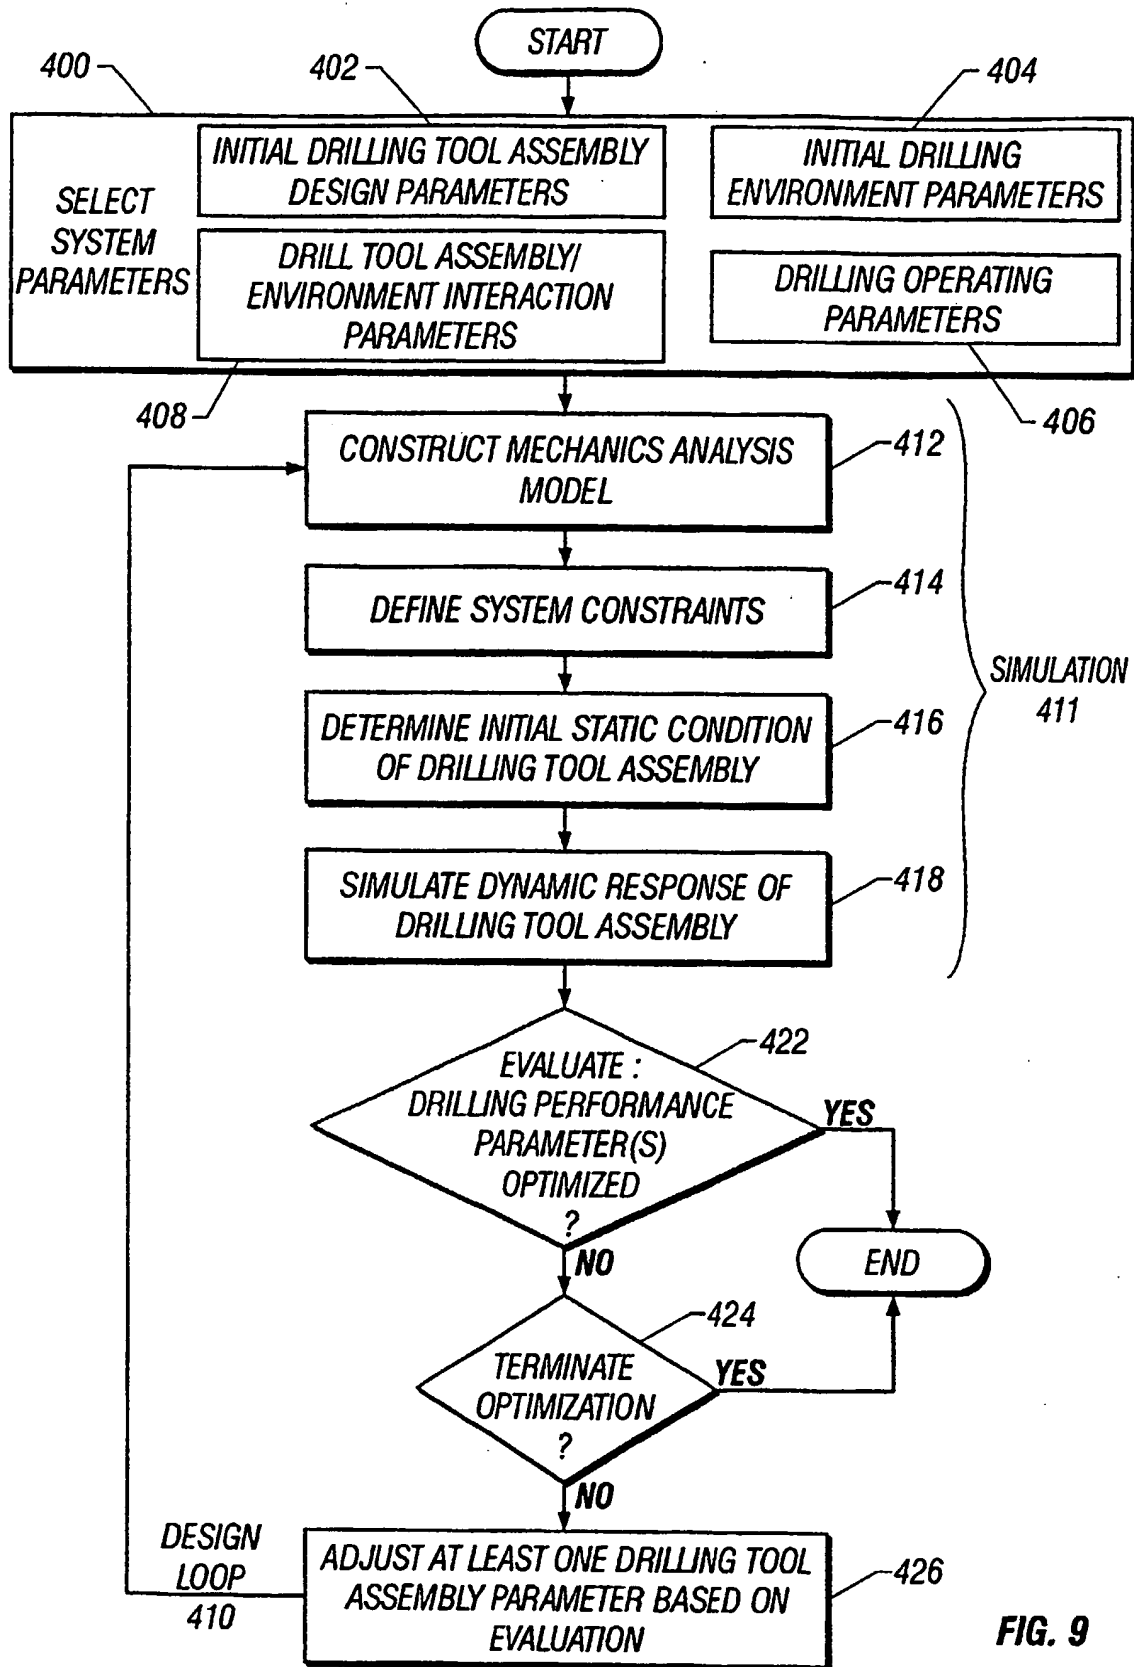 START
400
402
404
SELECT
SYSTEM
PARAMETERS
INITIAL DRILLING TOOL ASSEMBLY
DESIGN PARAMETERS
INITIAL DRILLING
ENVIRONMENT PARAMETERS
DRILL TOOL ASSEMBLY/
ENVIRONMENT INTERACTION
PARAMETERS
DRILLING OPERATING
PARAMETERS
408
406
CONSTRUCT MECHANICS ANALYSIS
MODEL
412
DEFINE SYSTEM CONSTRAINTS
414
DETERMINE INITIAL STATIC CONDITION
OF DRILLING TOOL ASSEMBLY
416
SIMULATE DYNAMIC RESPONSE OF
DRILLING TOOL ASSEMBLY
418
SIMULATION
411
EVALUATE :
DRILLING PERFORMANCE
PARAMETER(S)
OPTIMIZED
?
422
YES
NO
END
TERMINATE
OPTIMIZATION
?
424
YES
NO
DESIGN
LOOP
410
ADJUST AT LEAST ONE DRILLING TOOL
ASSEMBLY PARAMETER BASED ON
EVALUATION
426
FIG. 9